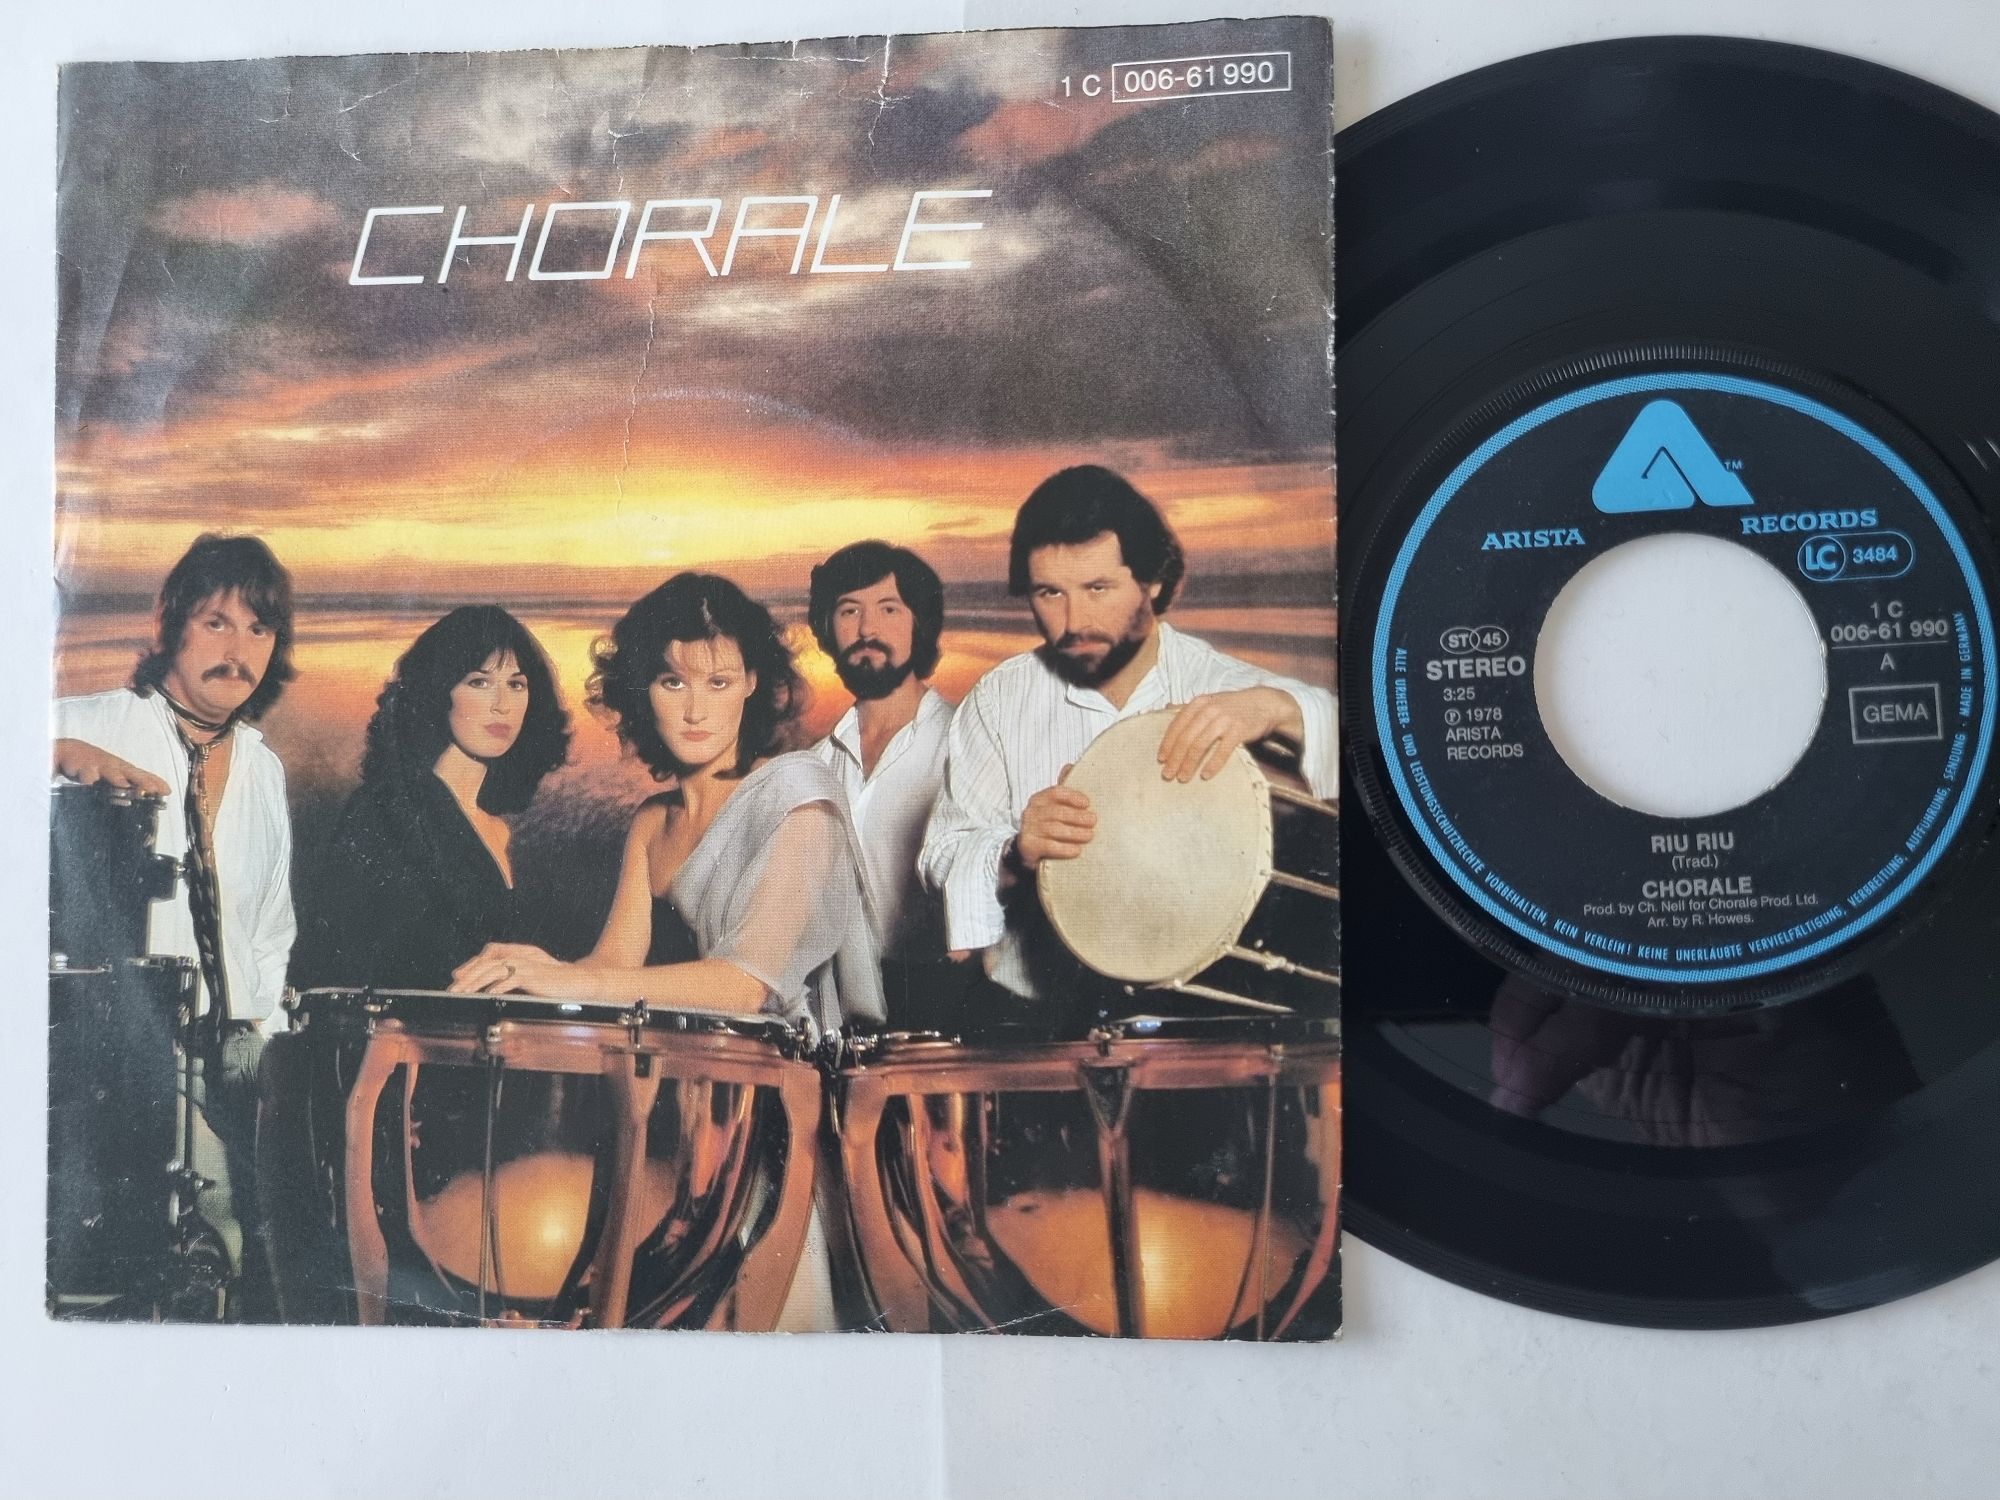 1 C 006-61 990
CHORALE
TM
ARISTA RECORDS
LC 3484
ST 45
STEREO
3:25
℗ 1978
ARISTA
RECORDS
1 C
006-61 990
A
GEMA
RIU RIU
(Trad.)
CHORALE
Prod. by Ch. Neil for Chorale Prod. Ltd.
Arr. by R. Howes.
ALLE URHEBER- UND LEISTUNGSSCHUTZRECHTE VORBEHALTEN, KEIN VERLEIH! KEINE UNERLAUBTE VERVIELFÄLTIGUNG, VERBREITUNG, AUFFÜHRUNG, SENDUNG · MADE IN GERMANY